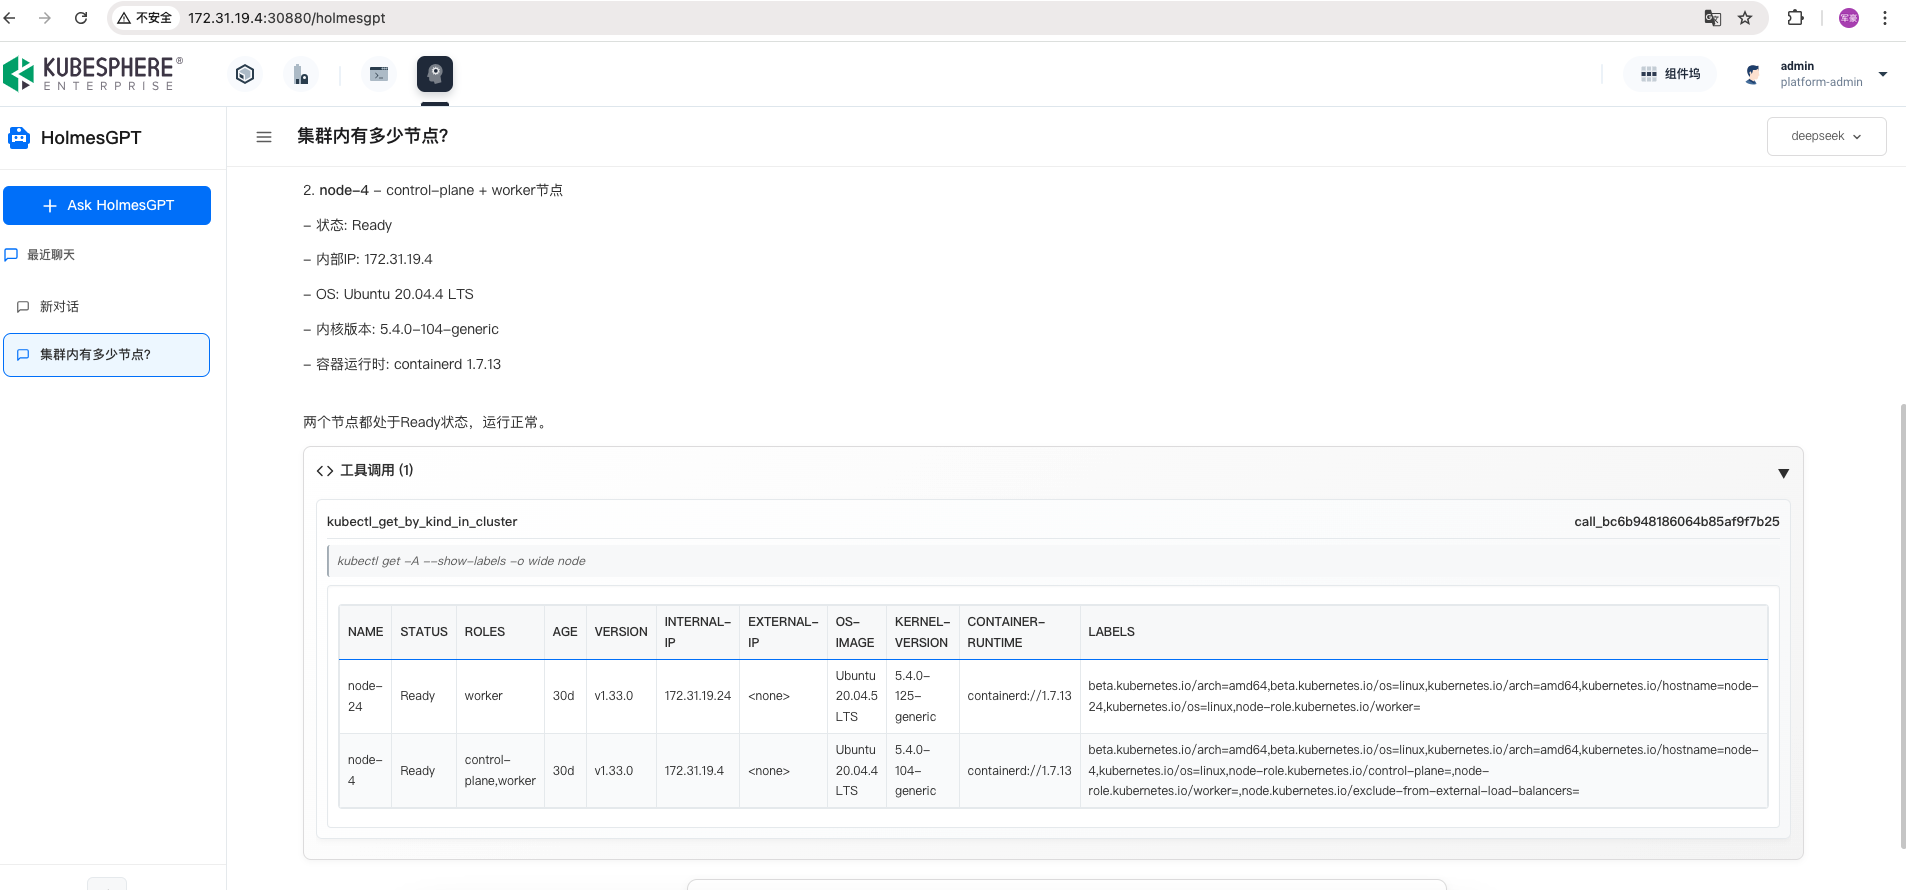 不安全
172.31.19.4:30880/holmesgpt
军豪
KUBESPHERE®
ENTERPRISE
组件坞
admin
platform-admin
HolmesGPT
集群内有多少节点?
deepseek
Ask HolmesGPT
最近聊天
新对话
集群内有多少节点?
2. node-4 - control-plane + worker节点
- 状态: Ready
- 内部IP: 172.31.19.4
- OS: Ubuntu 20.04.4 LTS
- 内核版本: 5.4.0-104-generic
- 容器运行时: containerd 1.7.13
两个节点都处于Ready状态，运行正常。
工具调用 (1)
kubectl_get_by_kind_in_cluster
call_bc6b948186064b85af9f7b25
kubectl get -A --show-labels -o wide node
NAME STATUS ROLES AGE VERSION INTERNAL-IP EXTERNAL-IP OS-IMAGE KERNEL-VERSION CONTAINER-RUNTIME LABELS
node-24 Ready worker 30d v1.33.0 172.31.19.24 <none> Ubuntu 20.04.5 LTS 5.4.0-125-generic containerd://1.7.13 beta.kubernetes.io/arch=amd64,beta.kubernetes.io/os=linux,kubernetes.io/arch=amd64,kubernetes.io/hostname=node-24,kubernetes.io/os=linux,node-role.kubernetes.io/worker=
node-4 Ready control-plane,worker 30d v1.33.0 172.31.19.4 <none> Ubuntu 20.04.4 LTS 5.4.0-104-generic containerd://1.7.13 beta.kubernetes.io/arch=amd64,beta.kubernetes.io/os=linux,kubernetes.io/arch=amd64,kubernetes.io/hostname=node-4,kubernetes.io/os=linux,node-role.kubernetes.io/control-plane=,node-role.kubernetes.io/worker=,node.kubernetes.io/exclude-from-external-load-balancers=